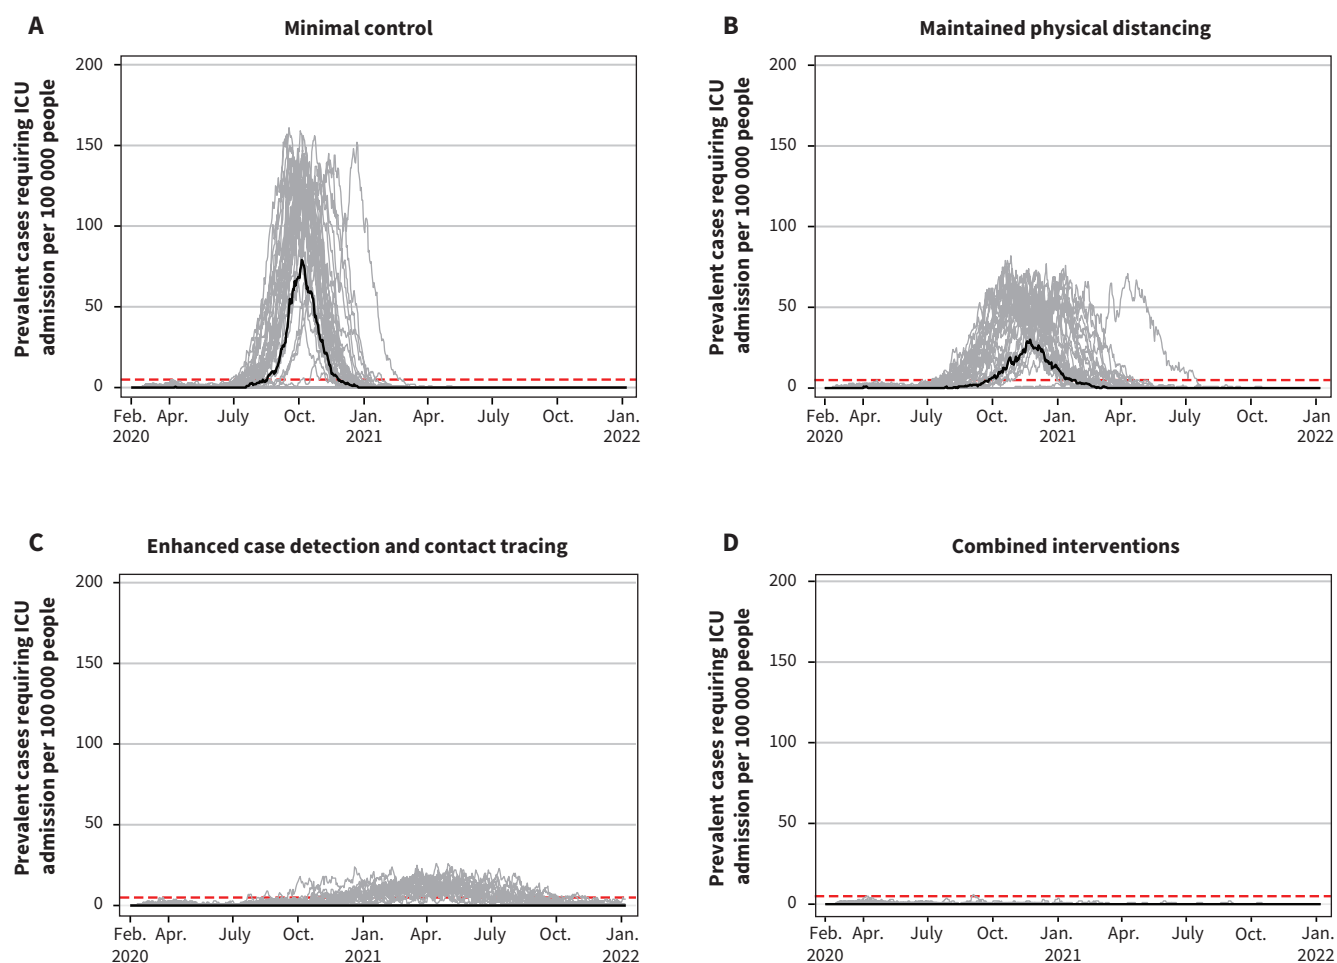 A
Minimal control
Prevalent cases requiring ICU
admission per 100 000 people
200
150
100
50
0
Feb. Apr. July Oct. Jan. Apr. July Oct. Jan.
2020 2021 2022
B
Maintained physical distancing
Prevalent cases requiring ICU
admission per 100 000 people
200
150
100
50
0
Feb. Apr. July Oct. Jan. Apr. July Oct. Jan.
2020 2021 2022
C
Enhanced case detection and contact tracing
Prevalent cases requiring ICU
admission per 100 000 people
200
150
100
50
0
Feb. Apr. July Oct. Jan. Apr. July Oct. Jan.
2020 2021 2022
D
Combined interventions
Prevalent cases requiring ICU
admission per 100 000 people
200
150
100
50
0
Feb. Apr. July Oct. Jan. Apr. July Oct. Jan.
2020 2021 2022